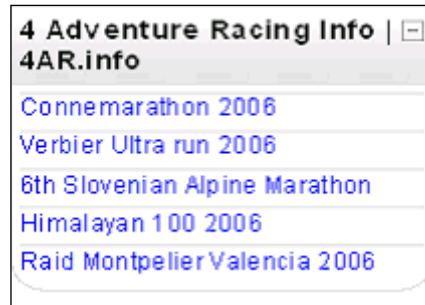 4 Adventure Racing Info |
4AR.info
Connemarathon 2006
Verbier Ultra run 2006
6th Slovenian Alpine Marathon
Himalayan 100 2006
Raid Montpelier Valencia 2006